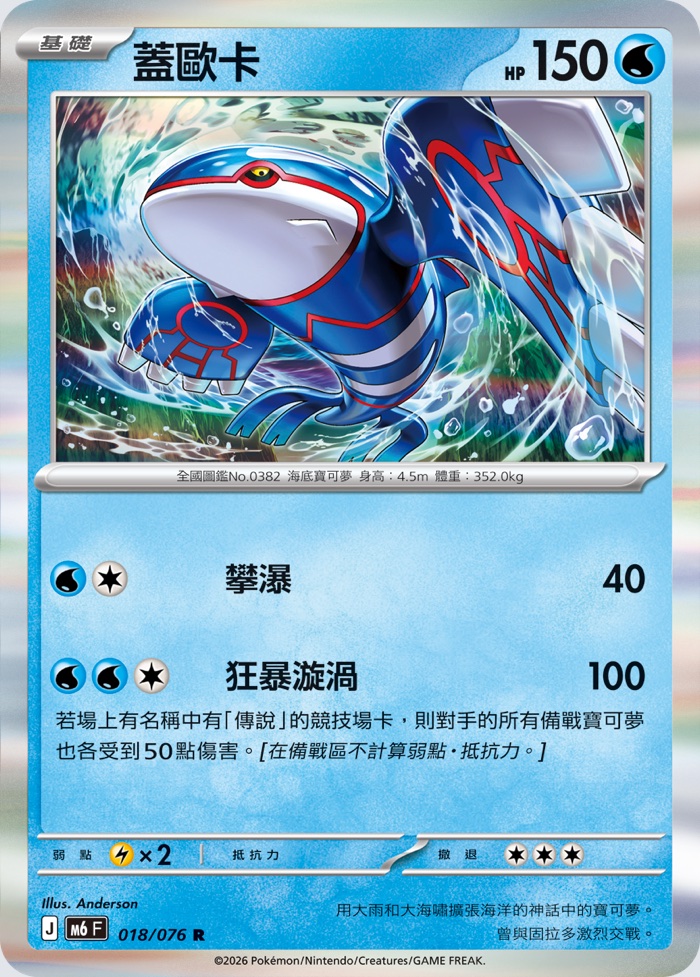 基礎
蓋歐卡
HP 150
全國圖鑑No.0382 海底寶可夢 身高：4.5m 體重：352.0kg
攀瀑 40
狂暴漩渦 100
若場上有名稱中有「傳說」的競技場卡，則對手的所有備戰寶可夢
也各受到50點傷害。[在備戰區不計算弱點・抵抗力。]
弱點 ×2 抵抗力 撤退
Illus. Anderson
用大雨和大海嘯擴張海洋的神話中的寶可夢。
J M6 F 018/076 R
曾與固拉多激烈交戰。
©2026 Pokémon/Nintendo/Creatures/GAME FREAK.